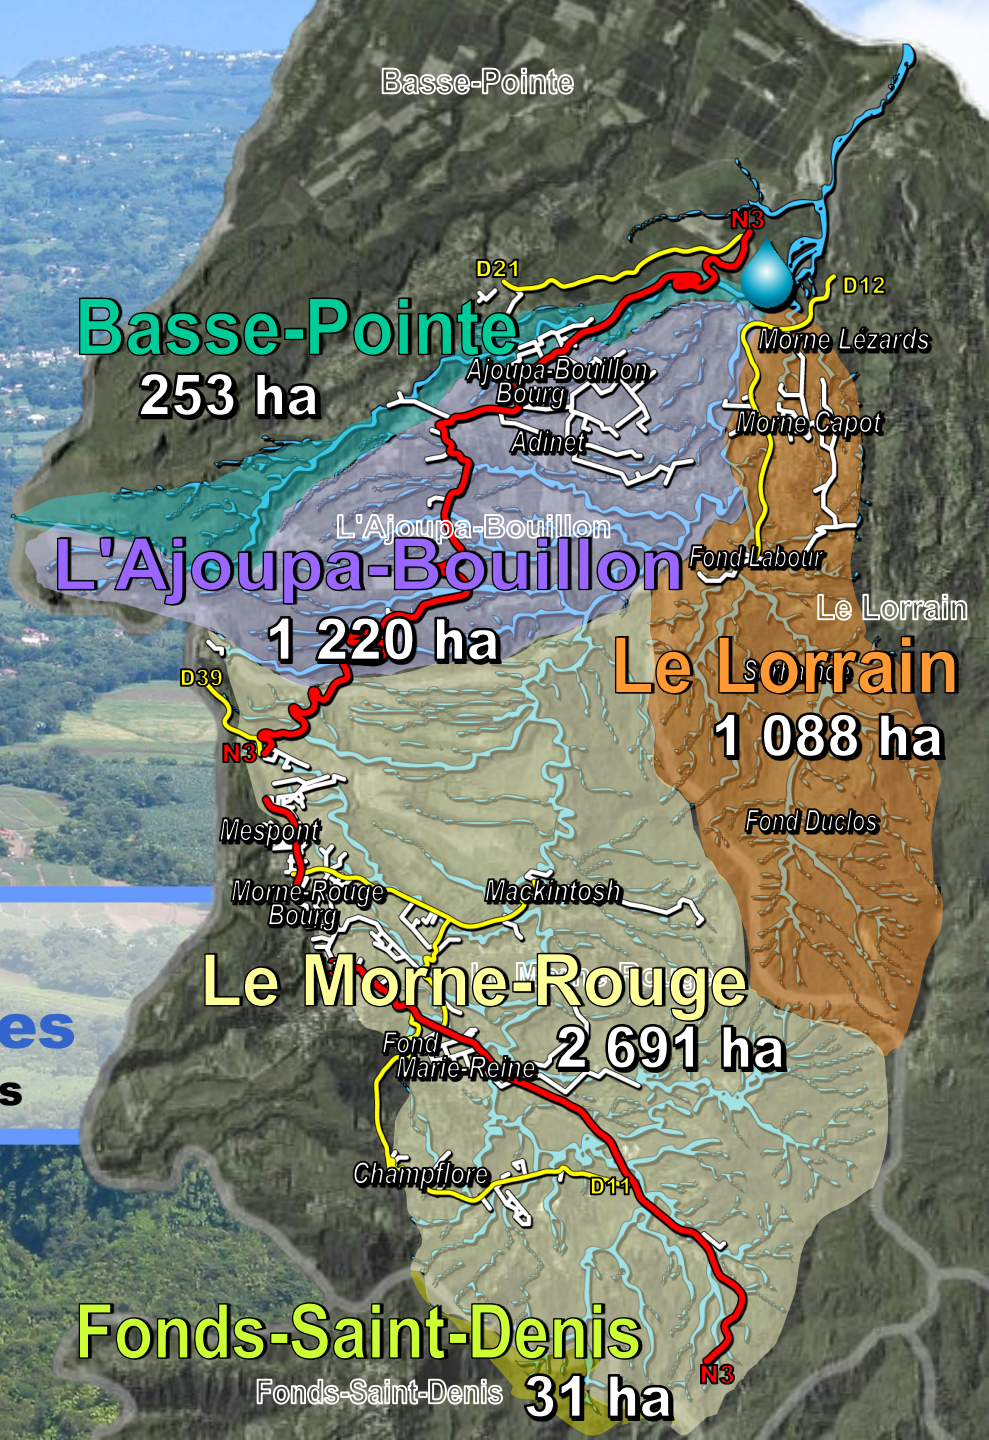 Basse-Pointe
N3
D21
D12
Basse-Pointe
253 ha
Morne Lézards
Ajoupa-Bouillon
Bourg
Morne Capot
Adinet
L'Ajoupa-Bouillon
L'Ajoupa-Bouillon
1 220 ha
Fond Labour
Le Lorrain
Le Lorrain
1 088 ha
D39
N3
Fond Duclos
Mespont
Morne-Rouge
Bourg
Mackintosh
Le Morne-Rouge
Le Morne-Rouge
2 691 ha
es
s
Fond
Marie-Reine
Champflore
D11
Fonds-Saint-Denis
31 ha
N3
Fonds-Saint-Denis